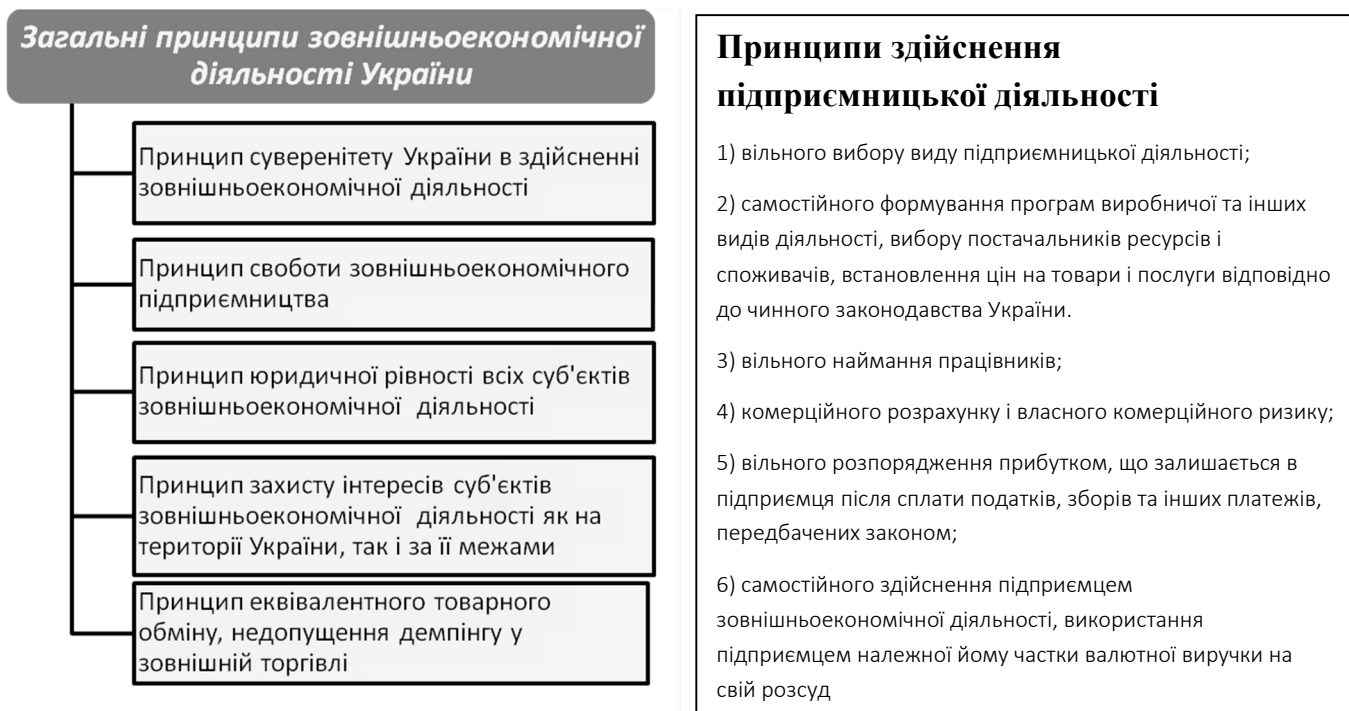 Загальні принципи зовнішньоекономічної
діяльності України
Принцип суверенітету України в здійсненні
зовнішньоекономічної діяльності
Принцип своботи зовнішньоекономічного
підприємництва
Принцип юридичної рівності всіх суб'єктів
зовнішньоекономічної діяльності
Принцип захисту інтересів суб'єктів
зовнішньоекономічної діяльності як на
території України, так і за її межами
Принцип еквівалентного товарного
обміну, недопущення демпінгу у
зовнішній торгівлі
Принципи здійснення
підприємницької діяльності
1) вільного вибору виду підприємницької діяльності;
2) самостійного формування програм виробничої та інших
видів діяльності, вибору постачальників ресурсів і
споживачів, встановлення цін на товари і послуги відповідно
до чинного законодавства України.
3) вільного наймання працівників;
4) комерційного розрахунку і власного комерційного ризику;
5) вільного розпорядження прибутком, що залишається в
підприємця після сплати податків, зборів та інших платежів,
передбачених законом;
6) самостійного здійснення підприємцем
зовнішньоекономічної діяльності, використання
підприємцем належної йому частки валютної виручки на
свій розсуд